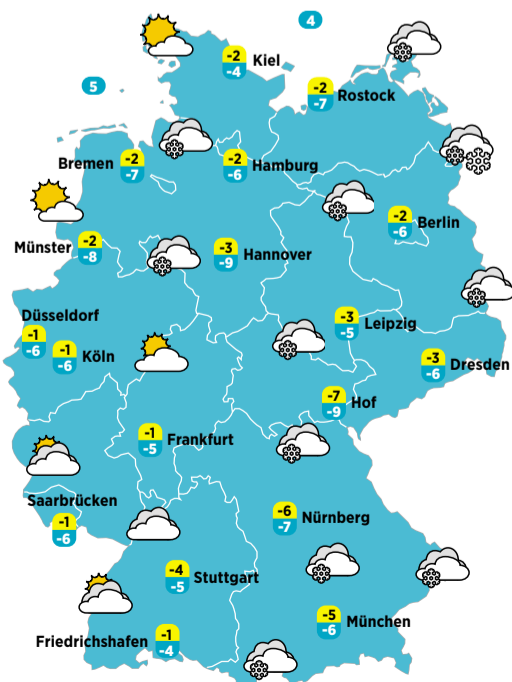 4
-2
-4
Kiel
5
-2
-7
Rostock
Bremen
-2
-7
-2
-6
Hamburg
-2
-6
Berlin
Münster
-2
-8
-3
-9
Hannover
Düsseldorf
-1
-6
-1
-6
Köln
-3
-5
Leipzig
-3
-6
Dresden
-7
-9
Hof
-1
-5
Frankfurt
Saarbrücken
-1
-6
-6
-7
Nürnberg
-4
-5
Stuttgart
-5
-6
München
Friedrichshafen
-1
-4